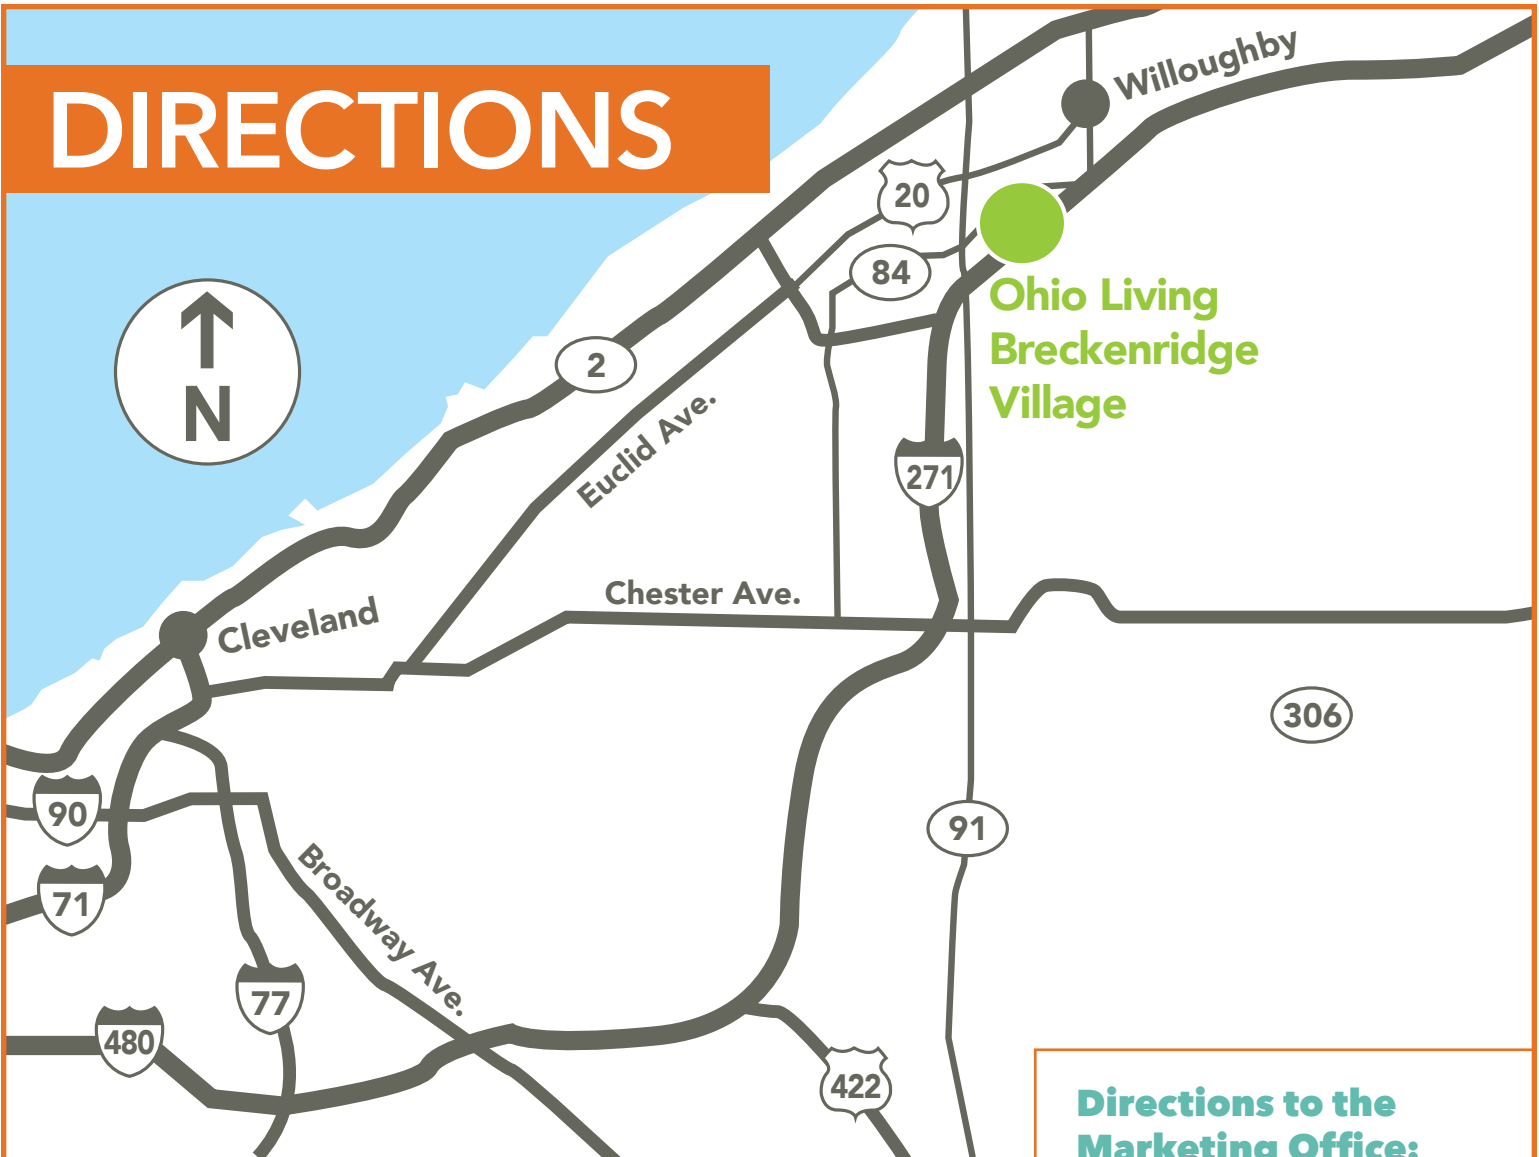 DIRECTIONS
Willoughby
20
84
Ohio Living
Breckenridge
Village
N
2
Euclid Ave.
271
Chester Ave.
Cleveland
306
90
91
71
Broadway Ave.
77
480
422
Directions to the
Marketing Office: